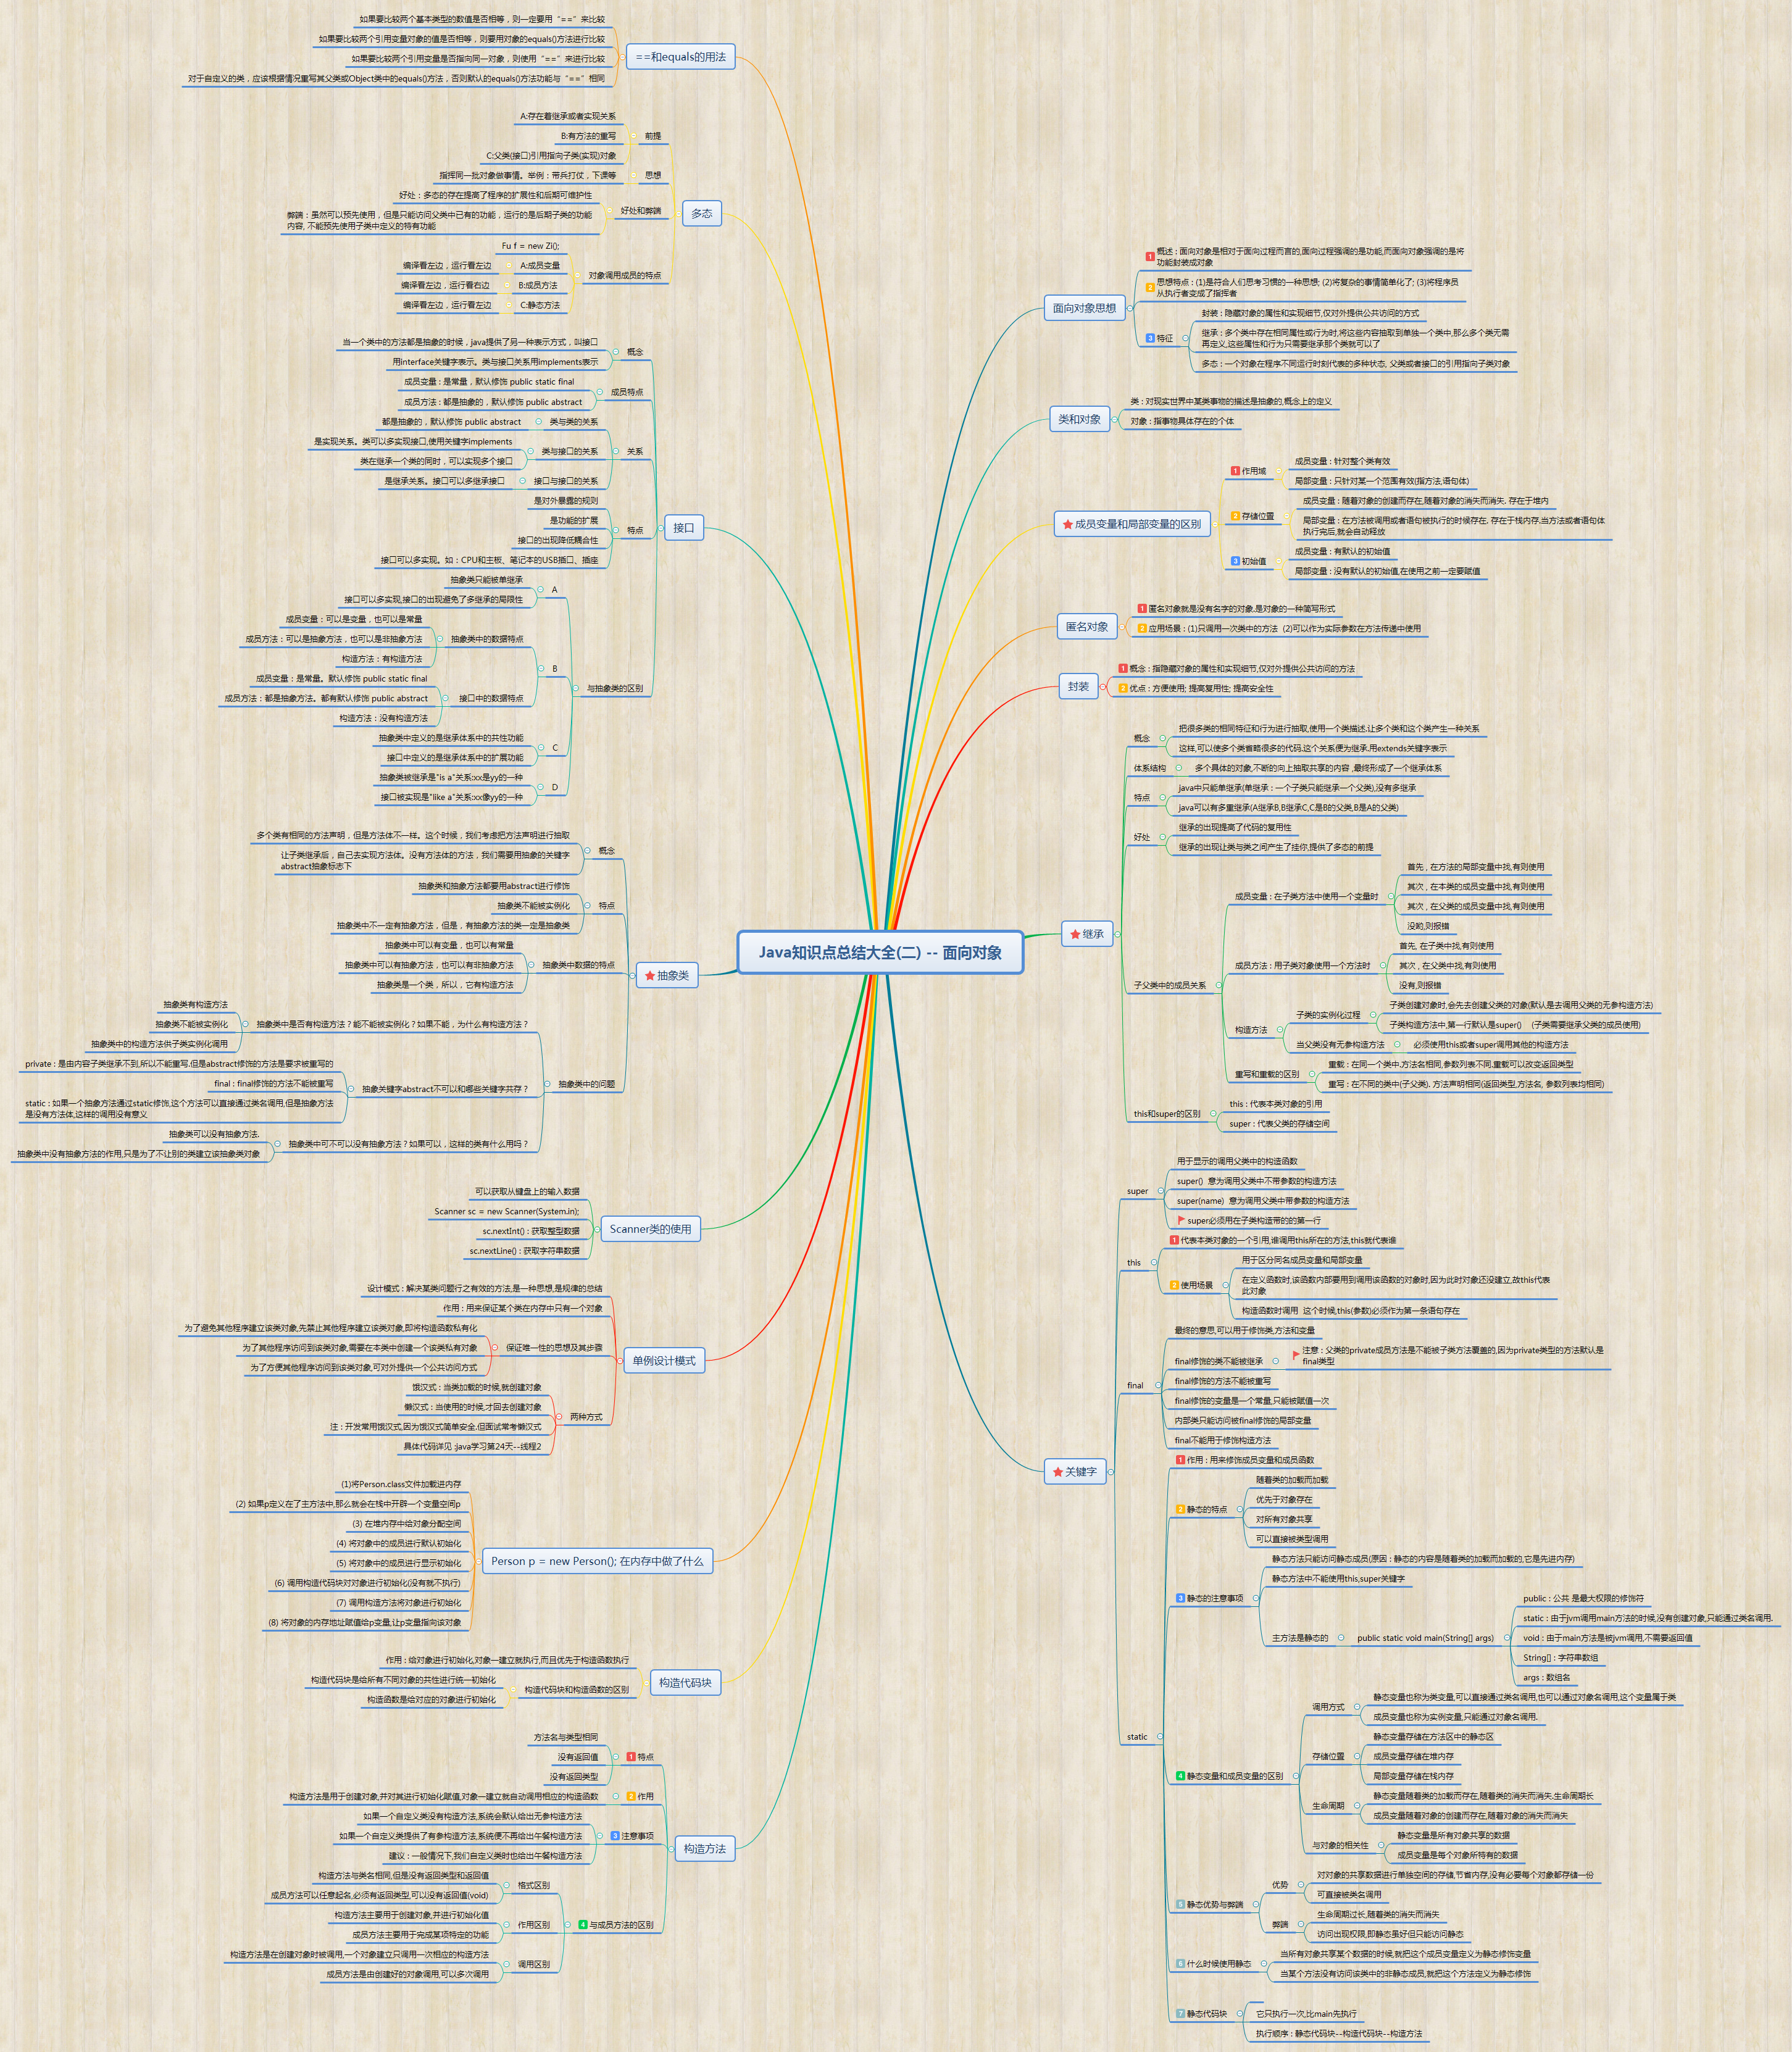 Java知识点总结大全(二) -- 面向对象
面向对象思想
概述 : 面向对象是相对于面向过程而言的,面向过程强调的是功能,而面向对象强调的是将
功能封装成对象
思想特点 : (1)是符合人们思考习惯的一种思想; (2)将复杂的事情简单化了; (3)将程序员
从执行者变成了指挥者
特征
封装 : 隐藏对象的属性和实现细节,仅对外提供公共访问的方式
继承 : 多个类中存在相同属性或行为时,将这些内容抽取到单独一个类中,那么多个类无需
再定义,这些属性和行为只需要继承那个类就可以了
多态 : 一个对象在程序不同运行时刻代表的多种状态, 父类或者接口的引用指向子类对象
类和对象
类 : 对现实世界中某类事物的描述是抽象的,概念上的定义
对象 : 指事物具体存在的个体
成员变量和局部变量的区别
作用域
成员变量 : 针对整个类有效
局部变量 : 只针对某一个范围有效(指方法,语句体)
存储位置
成员变量 : 随着对象的创建而存在,随着对象的消失而消失. 存在于堆内
局部变量 : 在方法被调用或者语句被执行的时候存在, 存在于栈内存.当方法或者语句体
执行完后,就会自动释放
初始值
成员变量 : 有默认的初始值
局部变量 : 没有默认的初始值,在使用之前一定要赋值
匿名对象
匿名对象就是没有名字的对象,是对象的一种简写形式
应用场景 : (1)只调用一次类中的方法 (2)可以作为实际参数在方法传递中使用
封装
概念 : 指隐藏对象的属性和实现细节,仅对外提供公共访问的方法
优点 : 方便使用; 提高复用性; 提高安全性
继承
概念
把很多类的相同特征和行为进行抽取,使用一个类描述.让多个类和这个类产生一种关系
这样,可以使多个类省略很多的代码.这个关系便为继承.用extends关键字表示
体系结构
多个具体的对象,不断的向上抽取共享的内容 ,最终形成了一个继承体系
特点
java中只能单继承(单继承 : 一个子类只能继承一个父类),没有多继承
java可以有多重继承(A继承B,B继承C,C是B的父类,B是A的父类)
好处
继承的出现提高了代码的复用性
继承的出现让类与类之间产生了挂你,提供了多态的前提
子父类中的成员关系
成员变量 : 在子类方法中使用一个变量时
首先 , 在方法的局部变量中找,有则使用
其次 , 在本类的成员变量中找,有则使用
其次 , 在父类的成员变量中找,有则使用
没呦,则报错
成员方法 : 用子类对象使用一个方法时
首先, 在子类中找,有则使用
其次 , 在父类中找,有则使用
没有,则报错
构造方法
子类的实例化过程
子类创建对象时,会先去创建父类的对象(默认是去调用父类的无参构造方法)
子类构造方法中,第一行默认是super() (子类需要继承父类的成员使用)
当父类没有无参构造方法
必须使用this或者super调用其他的构造方法
重写和重载的区别
重载 : 在同一个类中.方法名相同,参数列表不同.重载可以改变返回类型
重写 : 在不同的类中(子父类). 方法声明相同(返回类型,方法名, 参数列表均相同)
this和super的区别
this : 代表本类对象的引用
super : 代表父类的存储空间
关键字
super
用于显示的调用父类中的构造函数
super() 意为调用父类中不带参数的构造方法
super(name) 意为调用父类中带参数的构造方法
super必须用在子类构造带的的第一行
this
代表本类对象的一个引用,谁调用this所在的方法,this就代表谁
使用场景
用于区分同名成员变量和局部变量
在定义函数时,该函数内部要用到调用该函数的对象时,因为此时对象还没建立,故this代表
此对象
构造函数时调用 这个时候,this(参数)必须作为第一条语句存在
final
最终的意思,可以用于修饰类,方法和变量
final修饰的类不能被继承
注意 : 父类的private成员方法是不能被子类方法覆盖的,因为private类型的方法默认是
final类型
final修饰的方法不能被重写
final修饰的变量是一个常量,只能被赋值一次
内部类只能访问被final修饰的局部变量
final不能用于修饰构造方法
static
作用 : 用来修饰成员变量和成员函数
静态的特点
随着类的加载而加载
优先于对象存在
对所有对象共享
可以直接被类型调用
静态的注意事项
静态方法只能访问静态成员(原因 : 静态的内容是随着类的加载而加载的,它是先进内存)
静态方法中不能使用this,super关键字
主方法是静态的
public static void main(String[] args)
public : 公共 是最大权限的修饰符
static : 由于jvm调用main方法的时候,没有创建对象,只能通过类名调用.
void : 由于main方法是被jvm调用,不需要返回值
String[] : 字符串数组
args : 数组名
静态变量和成员变量的区别
调用方式
静态变量也称为类变量,可以直接通过类名调用,也可以通过对象名调用,这个变量属于类
成员变量也称为实例变量,只能通过对象名调用.
存储位置
静态变量存储在方法区中的静态区
成员变量存储在堆内存
局部变量存储在栈内存
生命周期
静态变量随着类的加载而存在,随着类的消失而消失.生命周期长
成员变量随着对象的创建而存在,随着对象的消失而消失
与对象的相关性
静态变量是所有对象共享的数据
成员变量是每个对象所特有的数据
静态优势与弊端
优势
对对象的共享数据进行单独空间的存储,节省内存,没有必要每个对象都存储一份
可直接被类名调用
弊端
生命周期过长,随着类的消失而消失
访问出现权限,即静态虽好但只能访问静态
什么时候使用静态
当所有对象共享某个数据的时候,就把这个成员变量定义为静态修饰变量
当某个方法没有访问该类中的非静态成员,就把这个方法定义为静态修饰
静态代码块
它只执行一次,比main先执行
执行顺序 : 静态代码块--构造代码块--构造方法
==和equals的用法
如果要比较两个基本类型的数值是否相等，则一定要用“==”来比较
如果要比较两个引用变量对象的值是否相等，则要用对象的equals()方法进行比较
如果要比较两个引用变量是否指向同一对象，则使用“==”来进行比较
对于自定义的类，应该根据情况重写其父类或Object类中的equals()方法，否则默认的equals()方法功能与“==”相同
多态
前提
A:存在着继承或者实现关系
B:有方法的重写
C:父类(接口)引用指向子类(实现)对象
思想
指挥同一批对象做事情。举例：带兵打仗，下课等
好处和弊端
好处：多态的存在提高了程序的扩展性和后期可维护性
弊端：虽然可以预先使用，但是只能访问父类中已有的功能，运行的是后期子类的功能
内容, 不能预先使用子类中定义的特有功能
对象调用成员的特点
Fu f = new Zi();
A:成员变量
编译看左边，运行看左边
B:成员方法
编译看左边，运行看右边
C:静态方法
编译看左边，运行看左边
接口
概念
当一个类中的方法都是抽象的时候，java提供了另一种表示方式，叫接口
用interface关键字表示。类与接口关系用implements表示
成员特点
成员变量 : 是常量，默认修饰 public static final
成员方法 : 都是抽象的，默认修饰 public abstract
关系
类与类的关系
都是抽象的，默认修饰 public abstract
类与接口的关系
是实现关系。类可以多实现接口,使用关键字implements
类在继承一个类的同时，可以实现多个接口
接口与接口的关系
是继承关系。接口可以多继承接口
特点
是对外暴露的规则
是功能的扩展
接口的出现降低耦合性
接口可以多实现。如：CPU和主板、笔记本的USB插口、插座
与抽象类的区别
A
抽象类只能被单继承
接口可以多实现,接口的出现避免了多继承的局限性
B
抽象类中的数据特点
成员变量：可以是变量，也可以是常量
成员方法：可以是抽象方法，也可以是非抽象方法
构造方法：有构造方法
接口中的数据特点
成员变量：是常量。默认修饰 public static final
成员方法：都是抽象方法。都有默认修饰 public abstract
构造方法：没有构造方法
C
抽象类中定义的是继承体系中的共性功能
接口中定义的是继承体系中的扩展功能
D
抽象类被继承是"is a"关系:xx是yy的一种
接口被实现是"like a"关系:xx像yy的一种
抽象类
概念
多个类有相同的方法声明，但是方法体不一样。这个时候，我们考虑把方法声明进行抽取
让子类继承后，自己去实现方法体。没有方法体的方法，我们需要用抽象的关键字
abstract抽象标志下
特点
抽象类和抽象方法都要用abstract进行修饰
抽象类不能被实例化
抽象类中不一定有抽象方法，但是，有抽象方法的类一定是抽象类
抽象类中数据的特点
抽象类中可以有变量，也可以有常量
抽象类中可以有抽象方法，也可以有非抽象方法
抽象类是一个类，所以，它有构造方法
抽象类中的问题
抽象类中是否有构造方法？能不能被实例化？如果不能，为什么有构造方法？
抽象类有构造方法
抽象类不能被实例化
抽象类中的构造方法供子类实例化调用
抽象关键字abstract不可以和哪些关键字共存？
private : 是由内容子类继承不到,所以不能重写.但是abstract修饰的方法是要求被重写的
final : final修饰的方法不能被重写
static : 如果一个抽象方法通过static修饰,这个方法可以直接通过类名调用,但是抽象方法
是没有方法体,这样的调用没有意义
抽象类中可不可以没有抽象方法？如果可以，这样的类有什么用吗？
抽象类可以没有抽象方法.
抽象类中没有抽象方法的作用,只是为了不让别的类建立该抽象类对象
Scanner类的使用
可以获取从键盘上的输入数据
Scanner sc = new Scanner(System.in);
sc.nextInt() : 获取整型数据
sc.nextLine() : 获取字符串数据
单例设计模式
设计模式 : 解决某类问题行之有效的方法,是一种思想,是规律的总结
作用 : 用来保证某个类在内存中只有一个对象
保证唯一性的思想及其步骤
为了避免其他程序建立该类对象,先禁止其他程序建立该类对象,即将构造函数私有化
为了其他程序访问到该类对象,需要在本类中创建一个该类私有对象
为了方便其他程序访问到该类对象,可对外提供一个公共访问方式
两种方式
饿汉式 : 当类加载的时候,就创建对象
懒汉式 : 当使用的时候,才回去创建对象
注 : 开发常用饿汉式,因为饿汉式简单安全.但面试常考懒汉式
具体代码详见 :java学习第24天--线程2
Person p = new Person(); 在内存中做了什么
(1)将Person.class文件加载进内存
(2) 如果p定义在了主方法中,那么就会在栈中开辟一个变量空间p
(3) 在堆内存中给对象分配空间
(4) 将对象中的成员进行默认初始化
(5) 将对象中的成员进行显示初始化
(6) 调用构造代码块对对象进行初始化(没有就不执行)
(7) 调用构造方法将对象进行初始化
(8) 将对象的内存地址赋值给p变量,让p变量指向该对象
构造代码块
作用 : 给对象进行初始化.对象一建立就执行,而且优先于构造函数执行
构造代码块和构造函数的区别
构造代码块是给所有不同对象的共性进行统一初始化
构造函数是给对应的对象进行初始化
构造方法
特点
方法名与类型相同
没有返回值
没有返回类型
作用
构造方法是用于创建对象,并对其进行初始化赋值,对象一建立就自动调用相应的构造函数
注意事项
如果一个自定义类没有构造方法,系统会默认给出无参构造方法
如果一个自定义类提供了有参构造方法,系统便不再给出午餐构造方法
建议 : 一般情况下,我们自定义类时也给出午餐构造方法
与成员方法的区别
格式区别
构造方法与类名相同,但是没有返回类型和返回值
成员方法可以任意起名,必须有返回类型,可以没有返回值(void)
作用区别
构造方法主要用于创建对象,并进行初始化值
成员方法主要用于完成某项特定的功能
调用区别
构造方法是在创建对象时被调用,一个对象建立只调用一次相应的构造方法
成员方法是由创建好的对象调用,可以多次调用